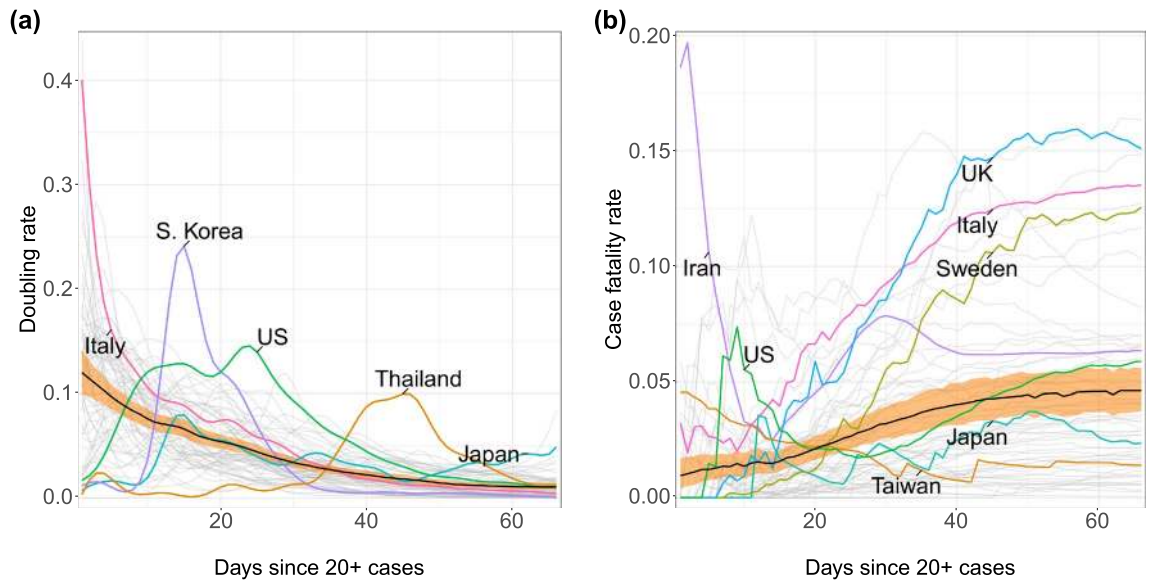 (a)
Doubling rate
0.4
0.3
0.2
0.1
0.0
S. Korea
US
Italy
Thailand
Japan
20
40
60
Days since 20+ cases
(b)
Case fatality rate
0.20
0.15
0.10
0.05
0.00
UK
Italy
Iran
Sweden
US
Japan
Taiwan
20
40
60
Days since 20+ cases